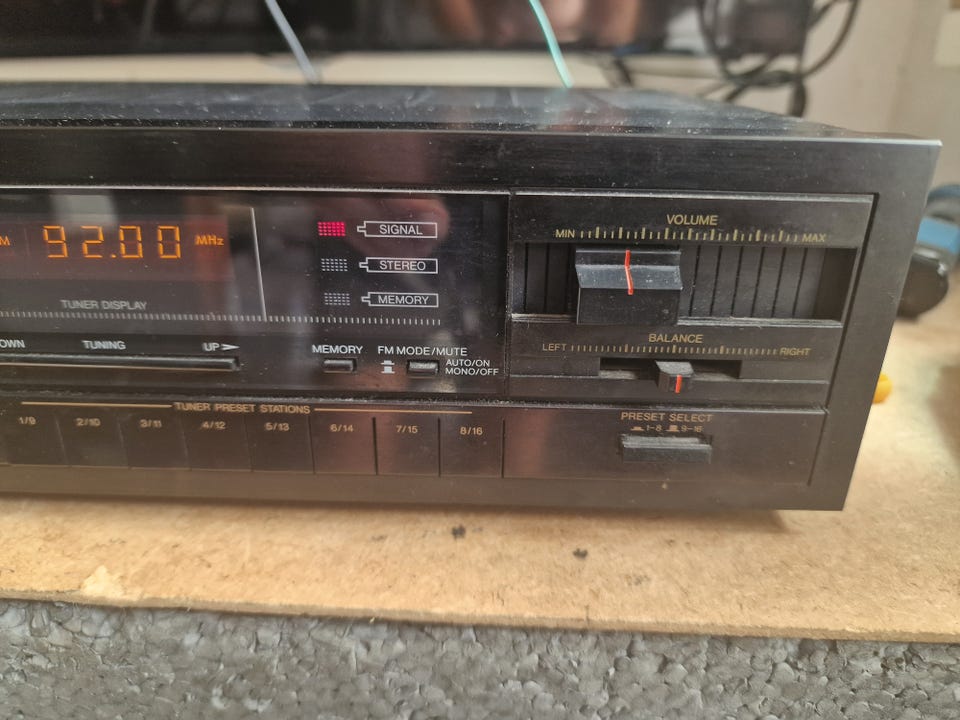 VOLUME
MIN MAX
M 92.00 MHz
SIGNAL
STEREO
MEMORY
TUNER DISPLAY
BALANCE
LEFT RIGHT
OWN TUNING UP
MEMORY FM MODE/MUTE
AUTO/ON
MONO/OFF
TUNER PRESET STATIONS
1/9 2/10 3/11 4/12 5/13 6/14 7/15 8/16
PRESET SELECT
1-8 9-16